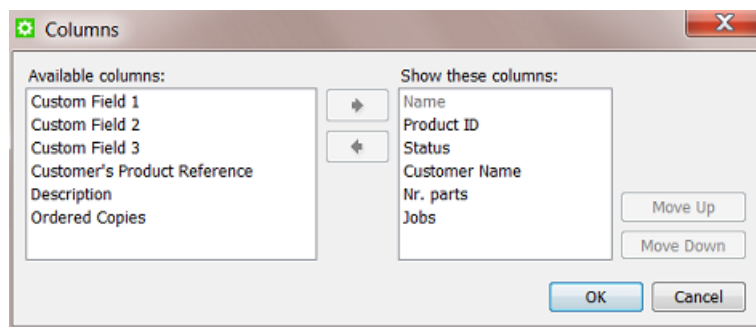 Columns
Available columns:
Custom Field 1
Custom Field 2
Custom Field 3
Customer's Product Reference
Description
Ordered Copies
Show these columns:
Name
Product ID
Status
Customer Name
Nr. parts
Jobs
Move Up
Move Down
OK
Cancel